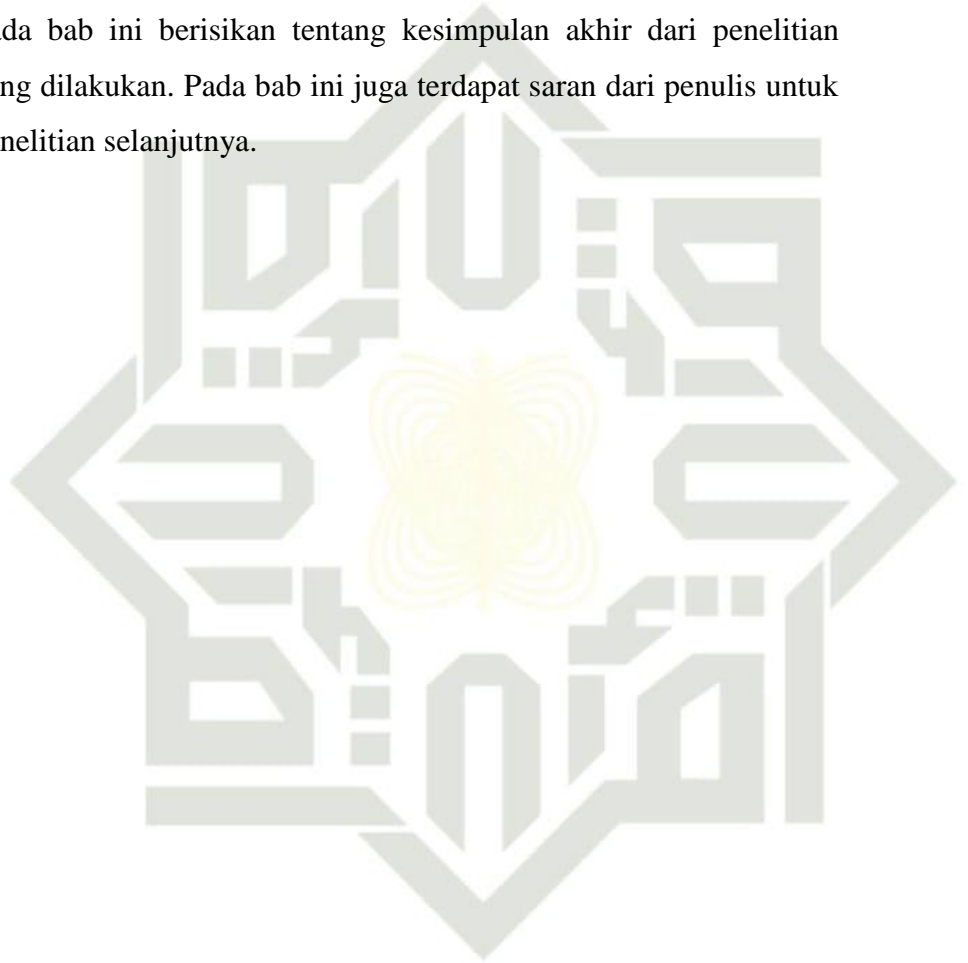 ada bab ini berisikan tentang kesimpulan akhir dari penelitian
ng dilakukan. Pada bab ini juga terdapat saran dari penulis untuk
nelitian selanjutnya.